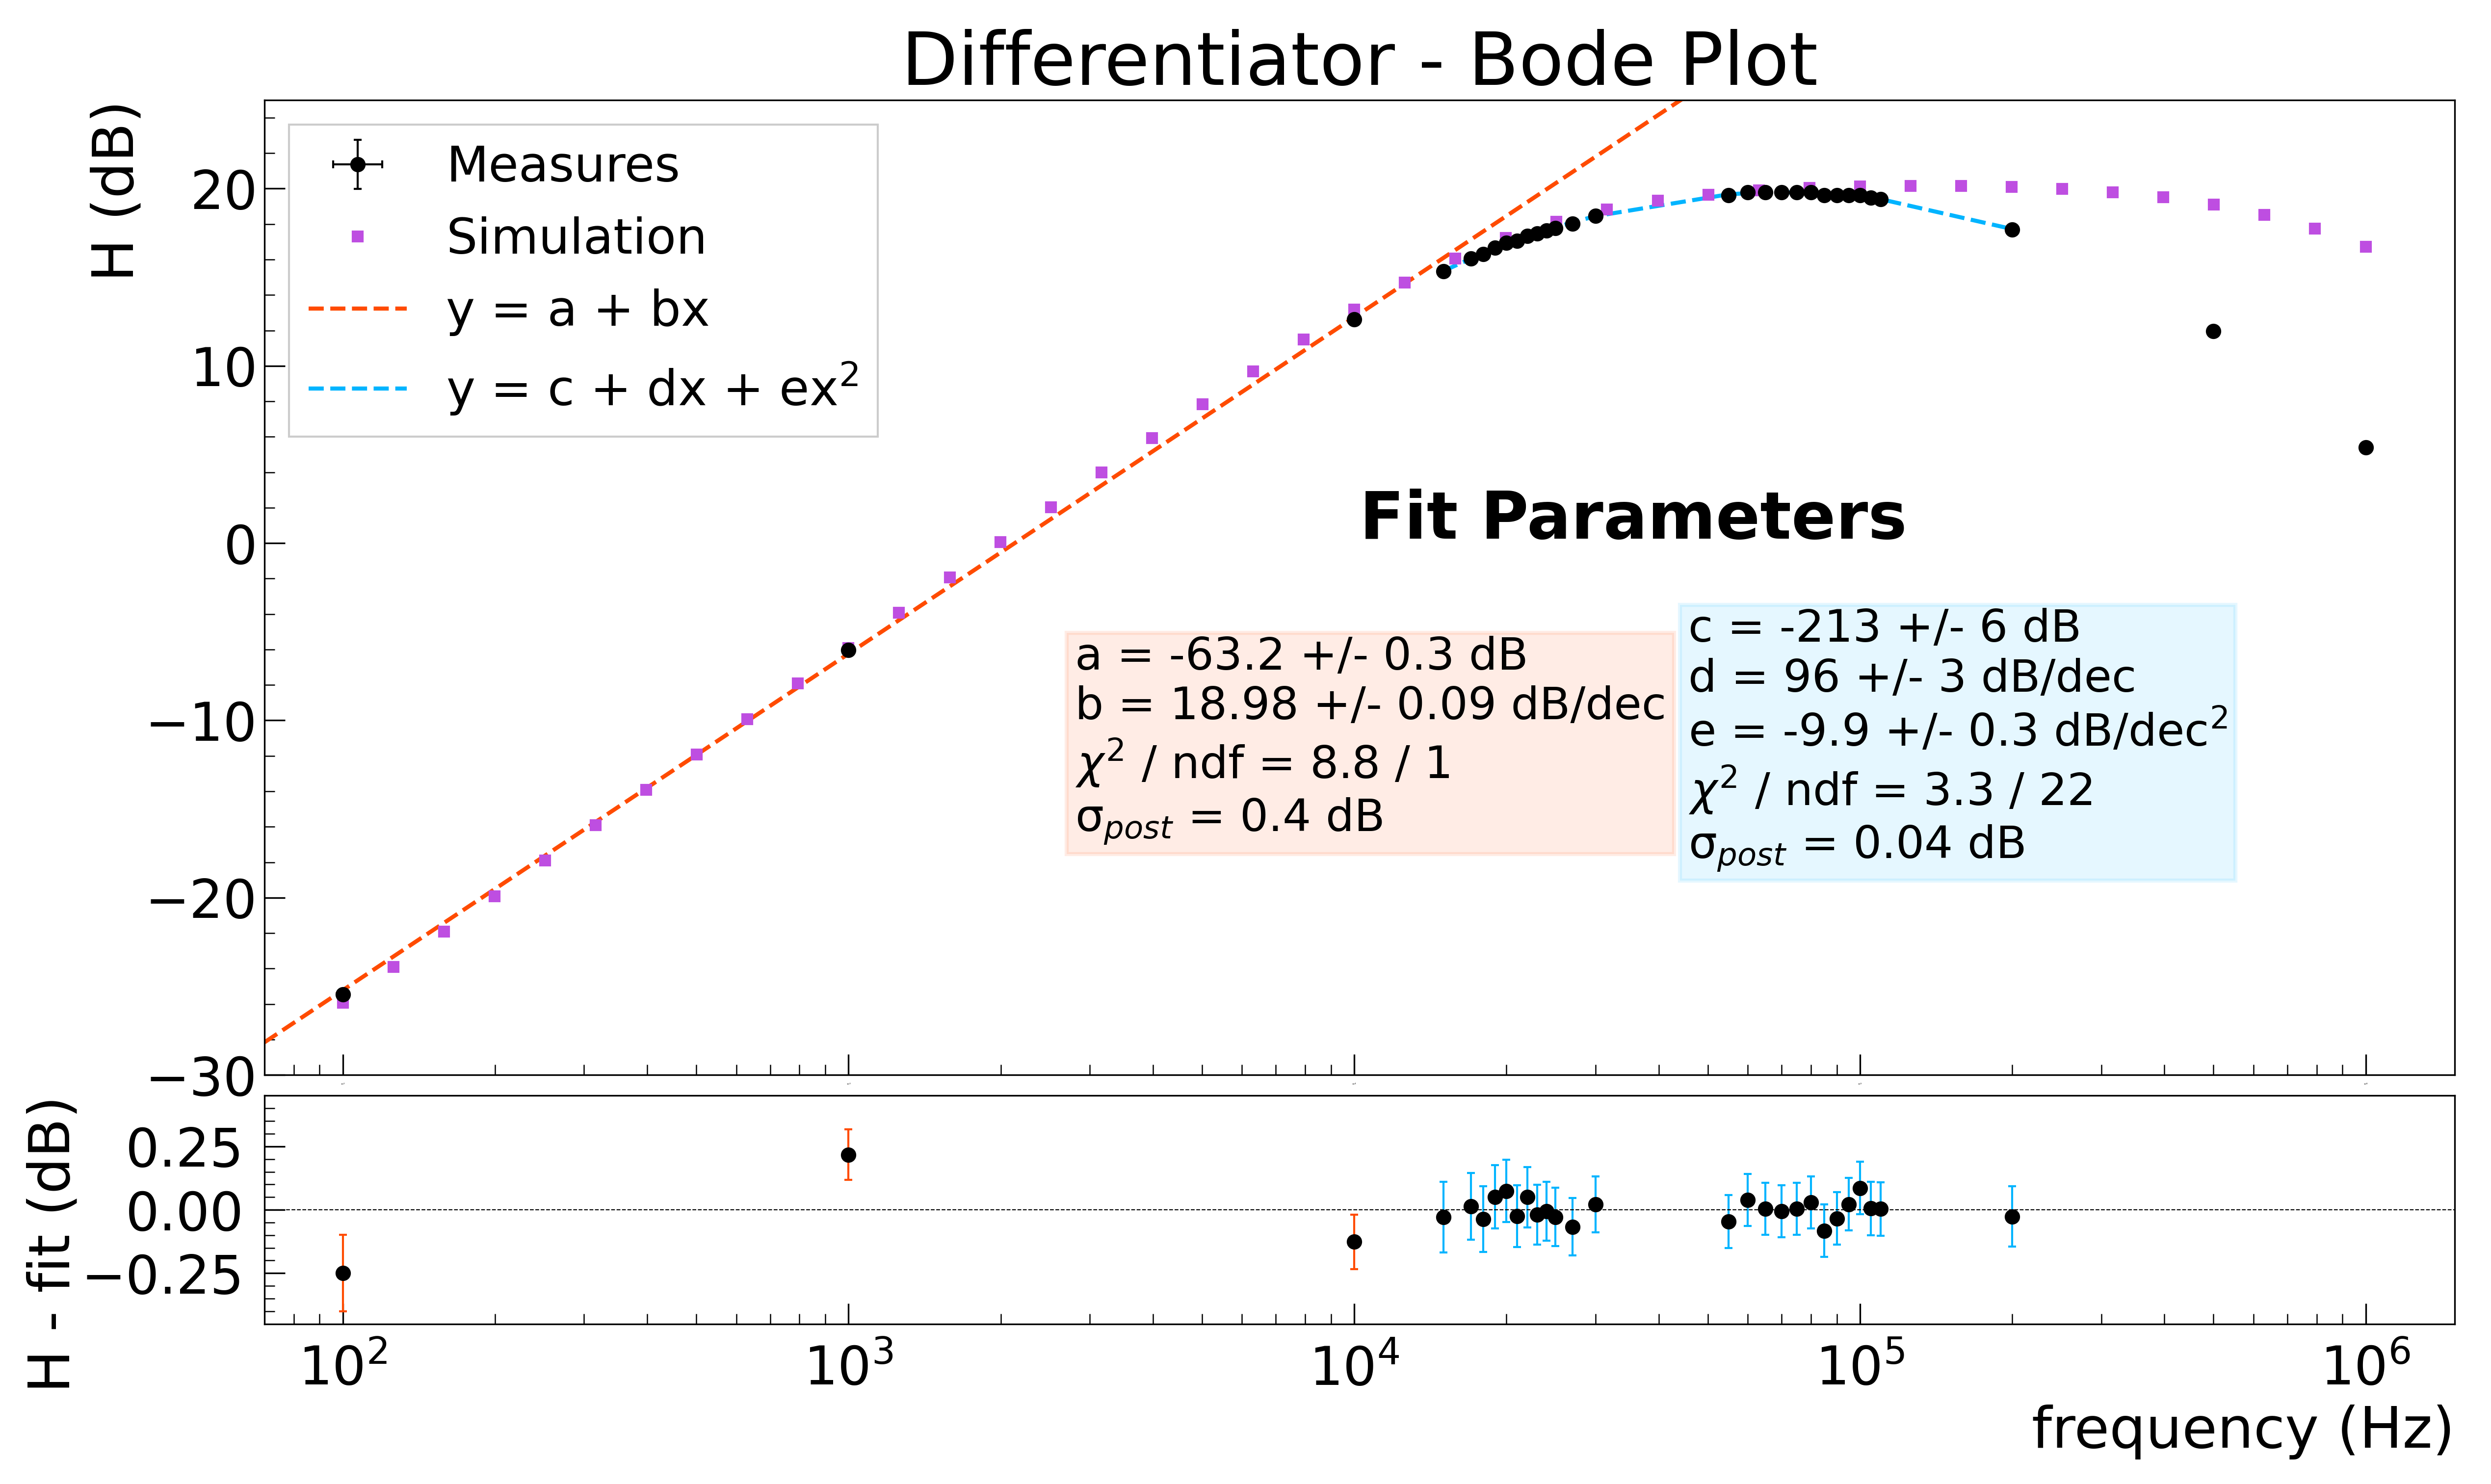 Differentiator - Bode Plot
H (dB)
20
10
0
−10
−20
−30
Measures
Simulation
y = a + bx
y = c + dx + ex²
Fit Parameters
a = -63.2 +/- 0.3 dB
b = 18.98 +/- 0.09 dB/dec
χ² / ndf = 8.8 / 1
σ_post = 0.4 dB
c = -213 +/- 6 dB
d = 96 +/- 3 dB/dec
e = -9.9 +/- 0.3 dB/dec²
χ² / ndf = 3.3 / 22
σ_post = 0.04 dB
H - fit (dB)
0.25
0.00
−0.25
10² 10³ 10⁴ 10⁵ 10⁶
frequency (Hz)